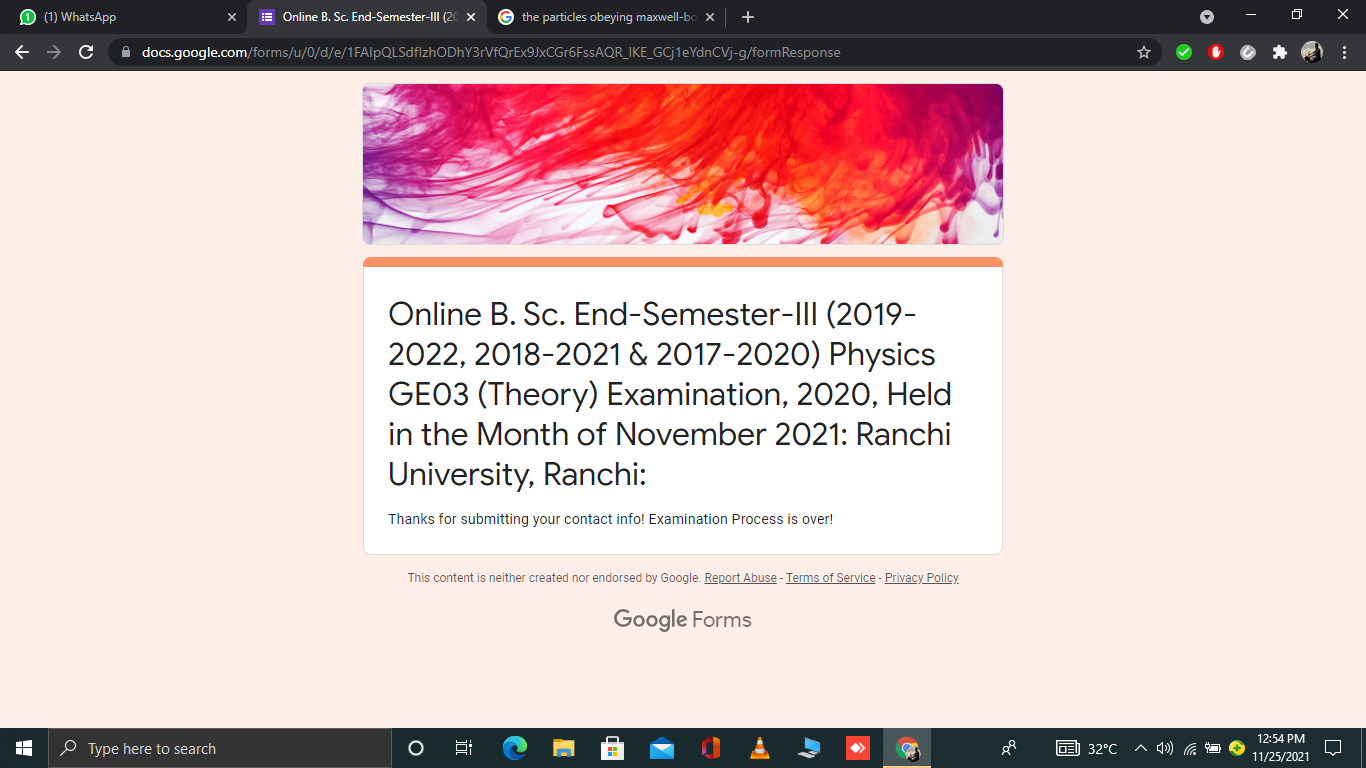 (1) WhatsApp
Online B. Sc. End-Semester-III (20
the particles obeying maxwell-bo
docs.google.com/forms/u/0/d/e/1FAIpQLSdfIzhODhY3rVfQrEx9JxCGr6FssAQR_IKE_GCj1eYdnCVj-g/formResponse
Online B. Sc. End-Semester-III (2019-
2022, 2018-2021 & 2017-2020) Physics
GE03 (Theory) Examination, 2020, Held
in the Month of November 2021: Ranchi
University, Ranchi:
Thanks for submitting your contact info! Examination Process is over!
This content is neither created nor endorsed by Google. Report Abuse - Terms of Service - Privacy Policy
Google Forms
Type here to search
32°C
12:54 PM
11/25/2021